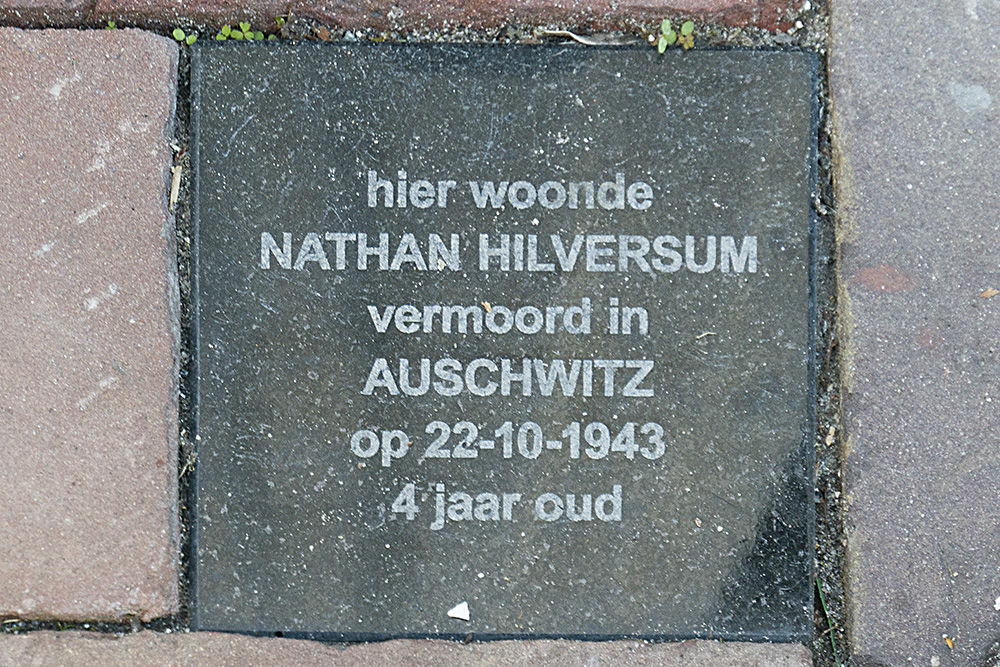 hier woonde
NATHAN HILVERSUM
vermoord in
AUSCHWITZ
op 22-10-1943
4 jaar oud